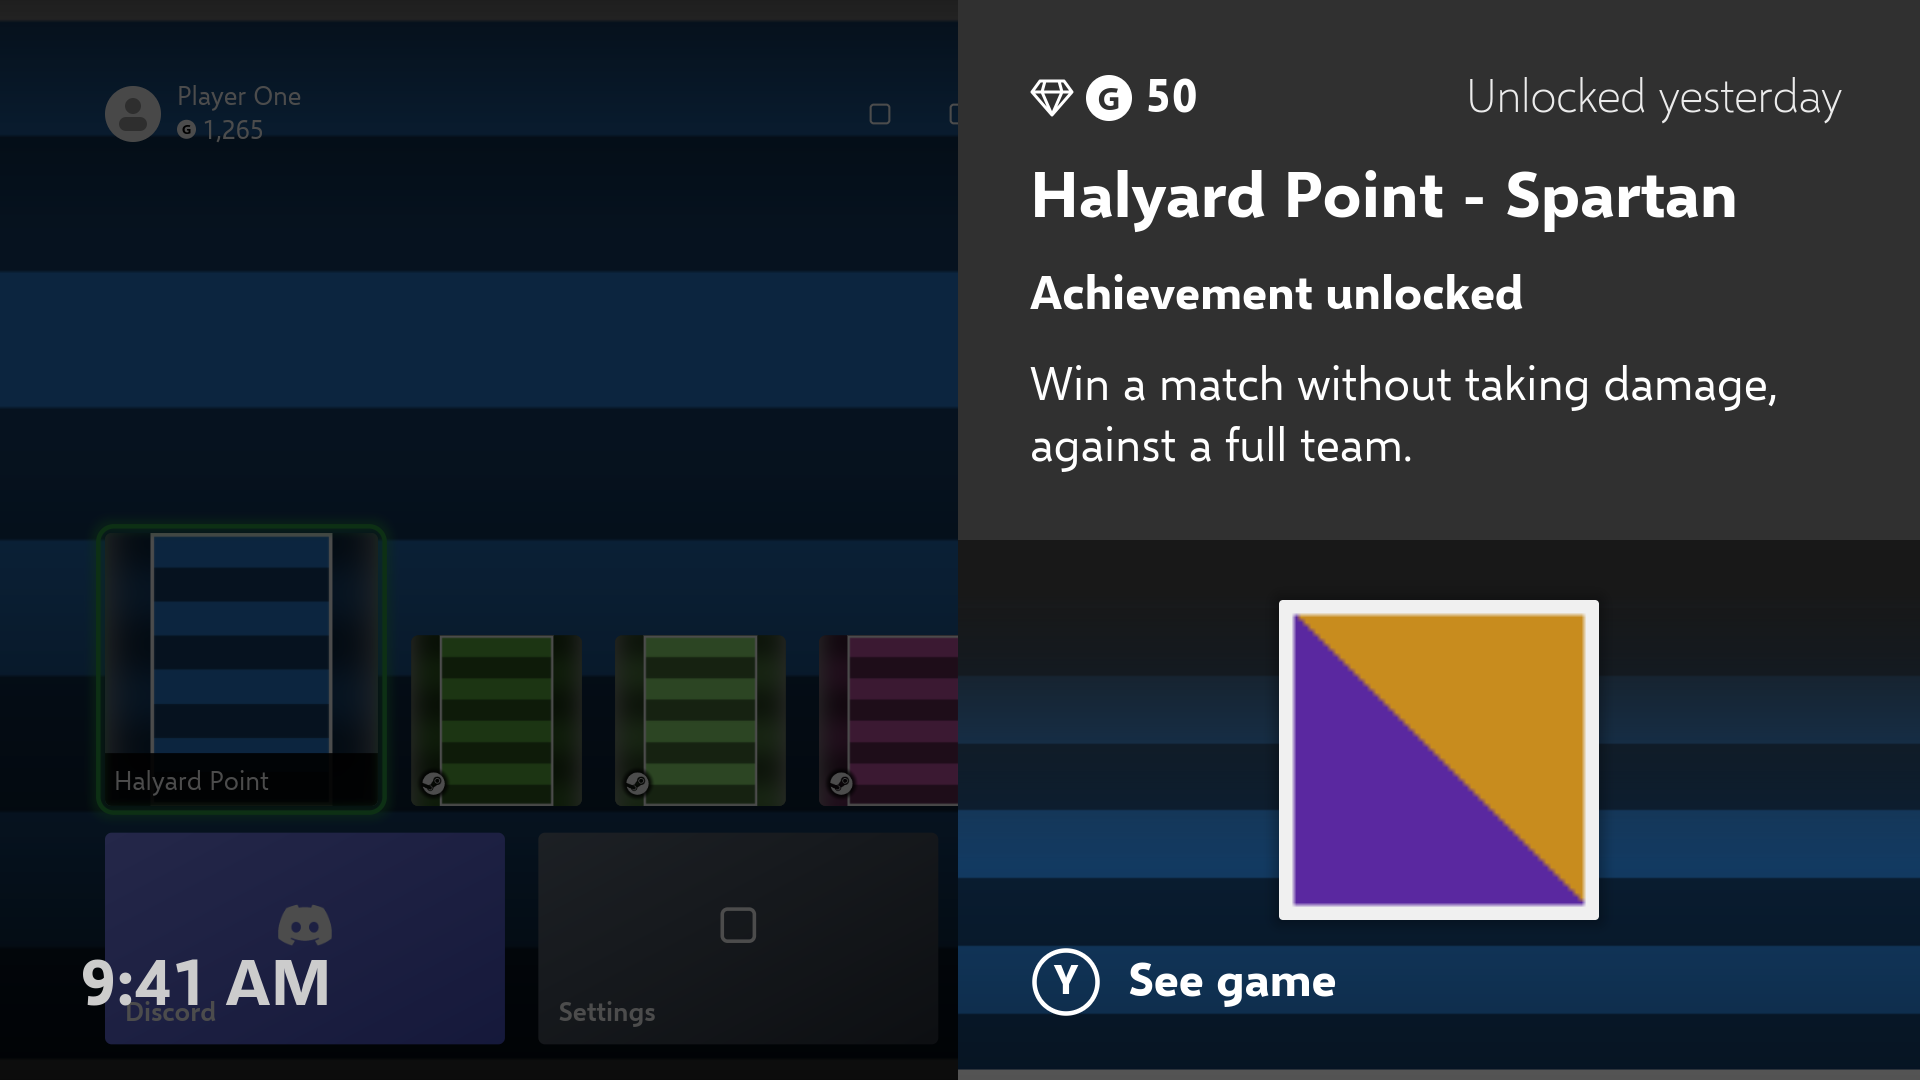 Player One
G 1,265
Halyard Point
Discord
Settings
9:41 AM
G 50
Unlocked yesterday
Halyard Point - Spartan
Achievement unlocked
Win a match without taking damage,
against a full team.
Y See game